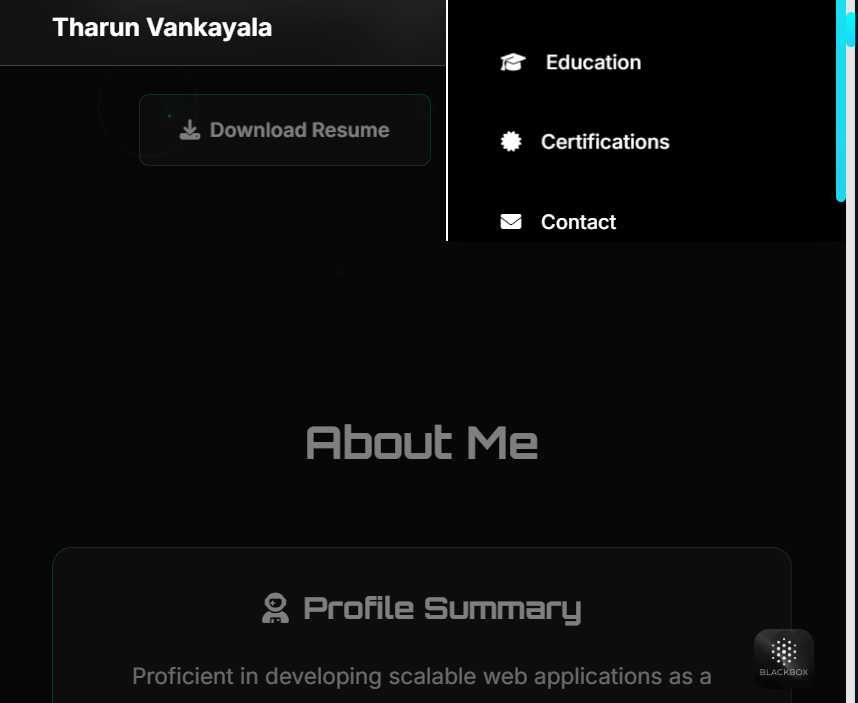 Tharun Vankayala
Education
Download Resume
Certifications
Contact
About Me
Profile Summary
Proficient in developing scalable web applications as a
BLACKBOX